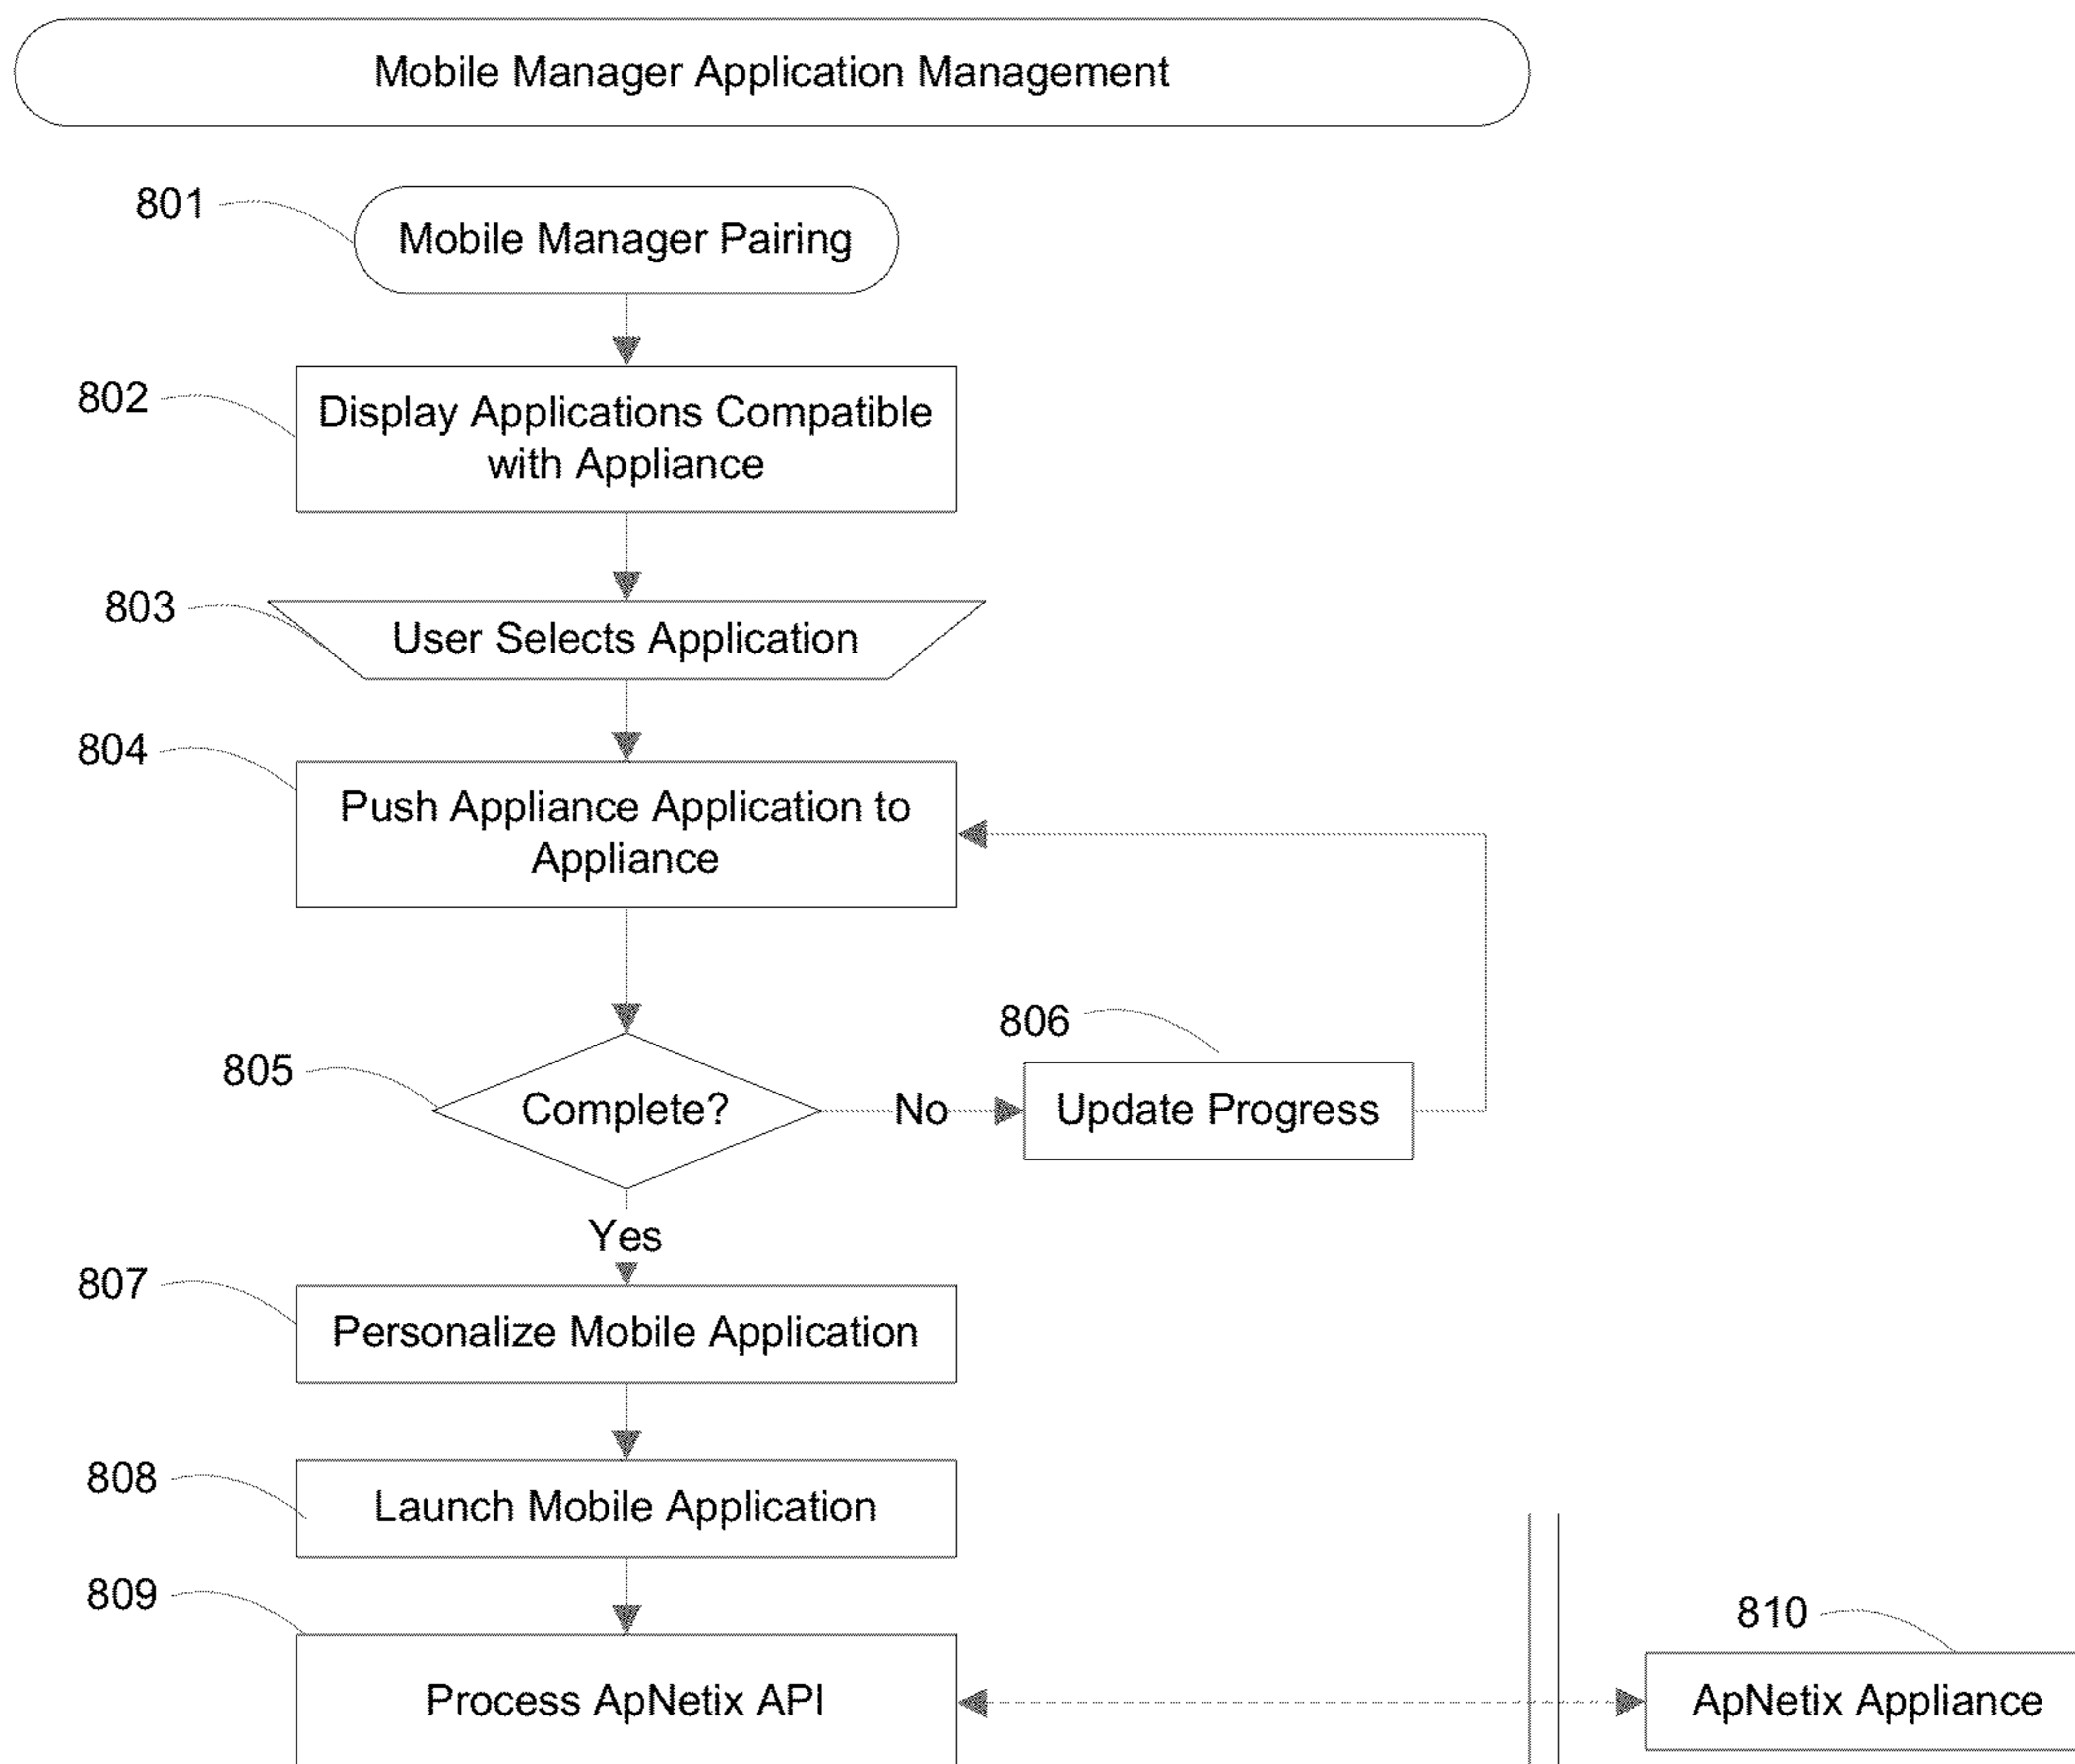 Mobile Manager Application Management
801
Mobile Manager Pairing
802
Display Applications Compatible
with Appliance
803
User Selects Application
804
Push Appliance Application to
Appliance
805
Complete?
No
806
Update Progress
Yes
807
Personalize Mobile Application
808
Launch Mobile Application
809
Process ApNetix API
810
ApNetix Appliance